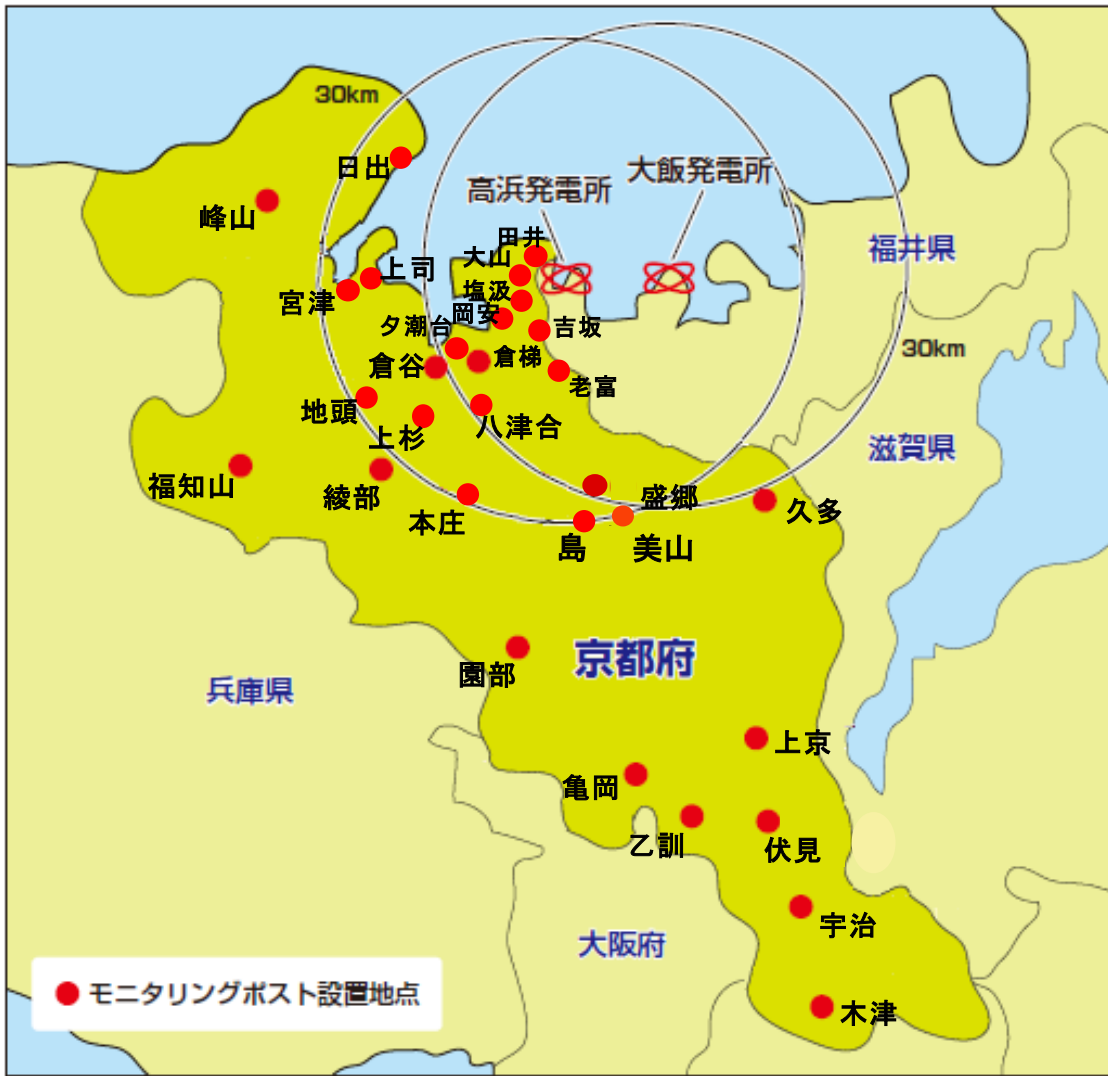 30km
日出
峰山
高浜発電所
大飯発電所
田井
大山
塩汲
岡安
上司
宮津
福井県
夕潮台
吉坂
倉谷
倉梯
30km
老富
地頭
上杉
八津合
福知山
綾部
本庄
盛郷
滋賀県
久多
島
美山
園部
京都府
兵庫県
上京
亀岡
乙訓
伏見
宇治
大阪府
モニタリングポスト設置地点
木津